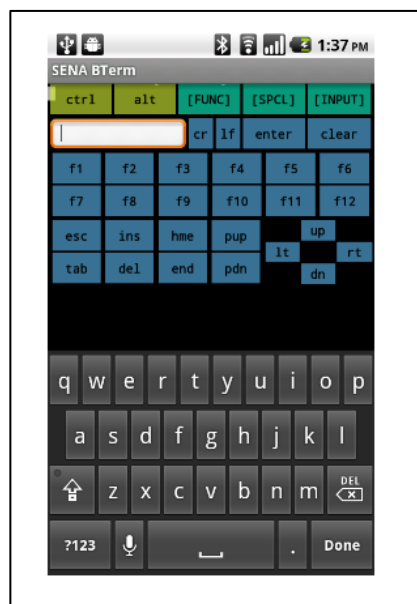 1:37 PM
SENA BTerm
ctrl alt [FUNC] [SPCL] [INPUT]
cr lf enter clear
f1 f2 f3 f4 f5 f6
f7 f8 f9 f10 f11 f12
esc ins hme pup up
lt rt
tab del end pdn dn
q w e r t y u i o p
a s d f g h j k l
z x c v b n m DEL
?123 . Done